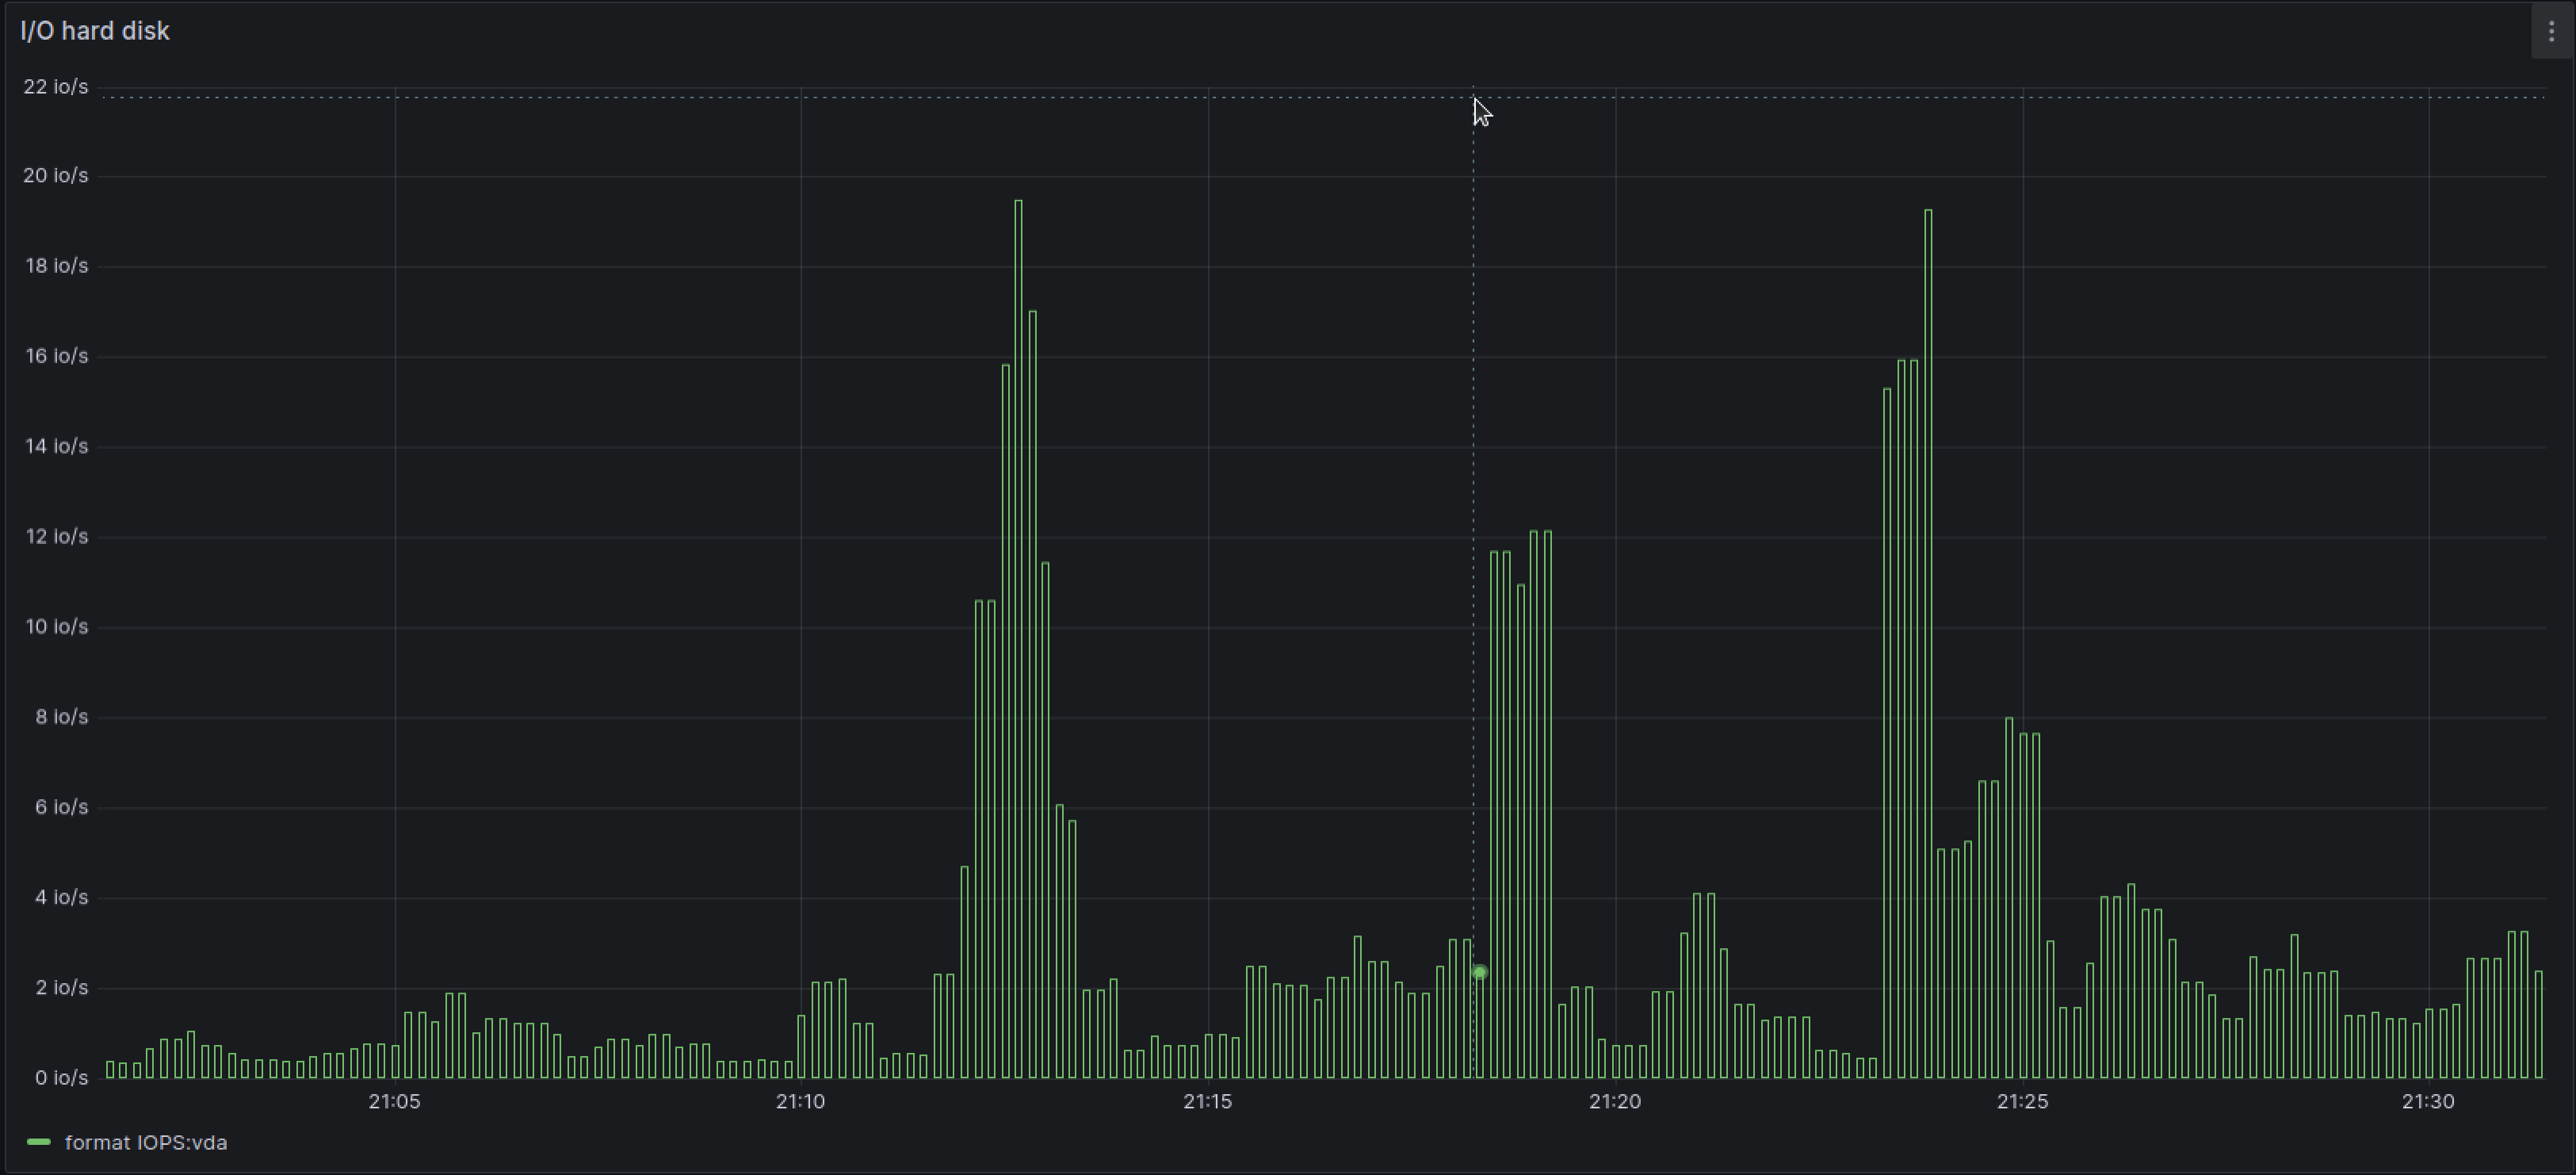 I/O hard disk
22 io/s
20 io/s
18 io/s
16 io/s
14 io/s
12 io/s
10 io/s
8 io/s
6 io/s
4 io/s
2 io/s
0 io/s
21:05 21:10 21:15 21:20 21:25 21:30
format IOPS:vda